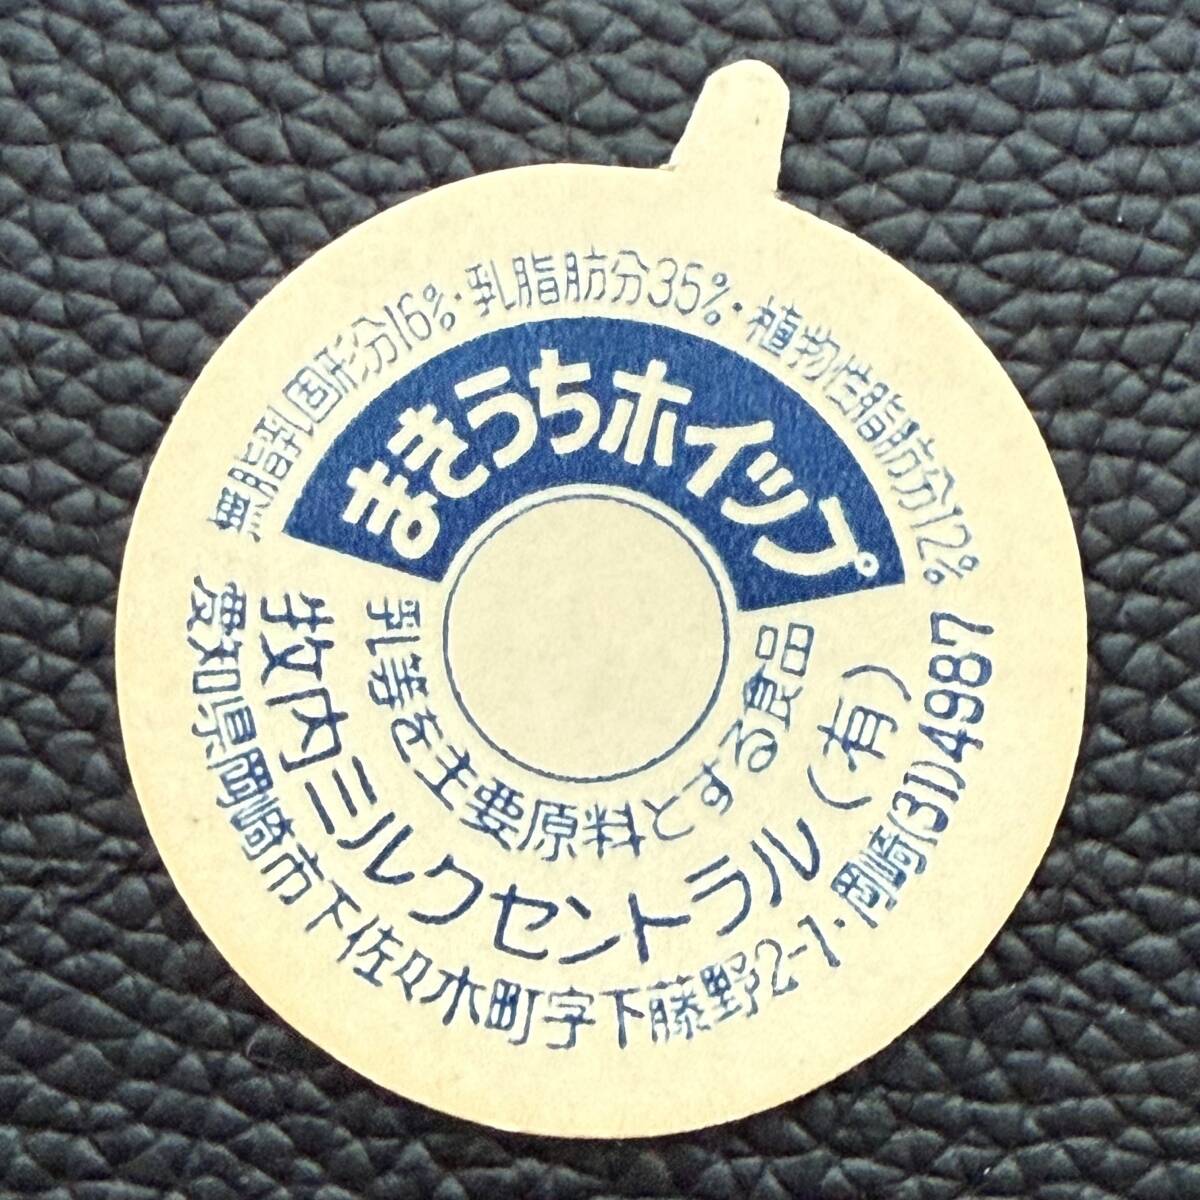 無脂乳固形分16%・乳脂肪分35%・植物性脂肪分12%
まきうちホイップ
乳等を主要原料とする食品
牧内ミルクセントラル(有)
愛知県岡崎市下佐々木町字下藤野2-1・岡崎(31)4987